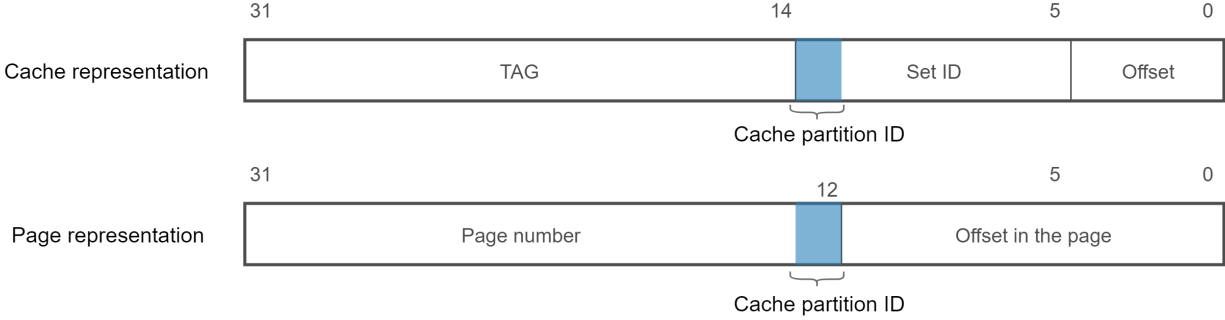 31 14 5 0
Cache representation TAG Set ID Offset
Cache partition ID
31 12 5 0
Page representation Page number Offset in the page
Cache partition ID